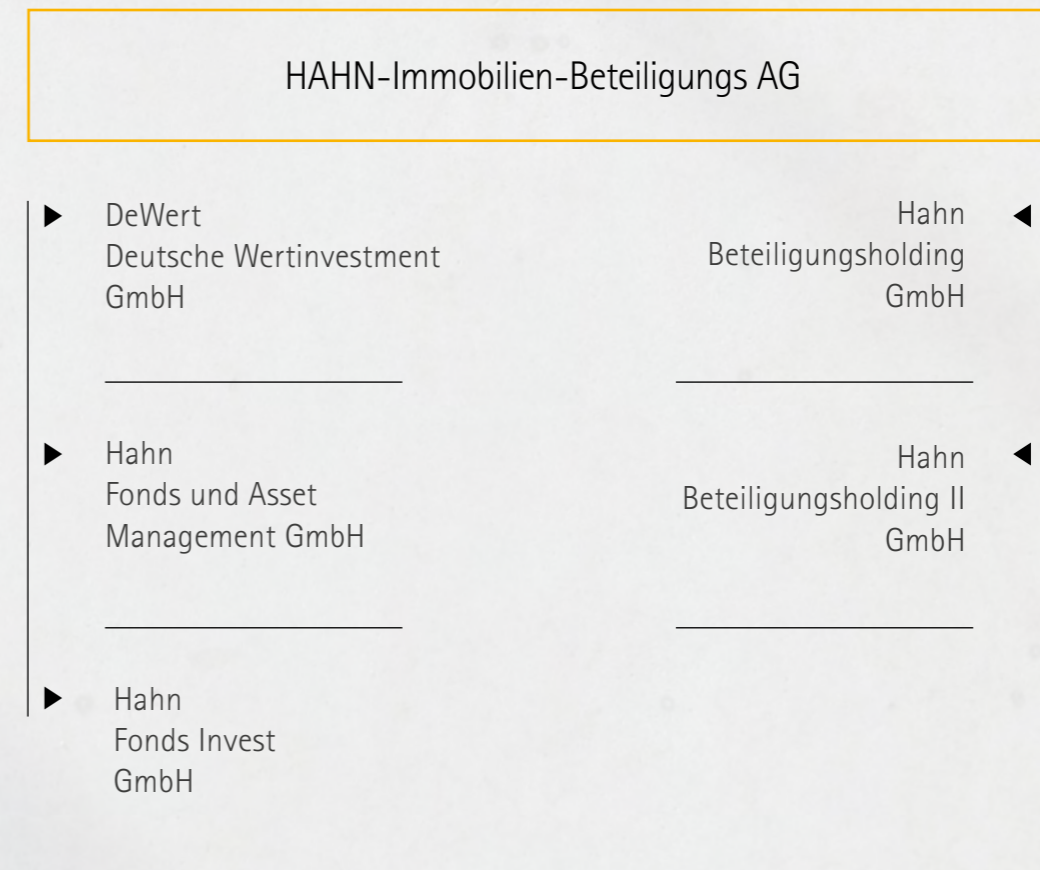 HAHN-Immobilien-Beteiligungs AG
DeWert
Deutsche Wertinvestment
GmbH
Hahn
Fonds und Asset
Management GmbH
Hahn
Fonds Invest
GmbH
Hahn
Beteiligungsholding
GmbH
Hahn
Beteiligungsholding II
GmbH